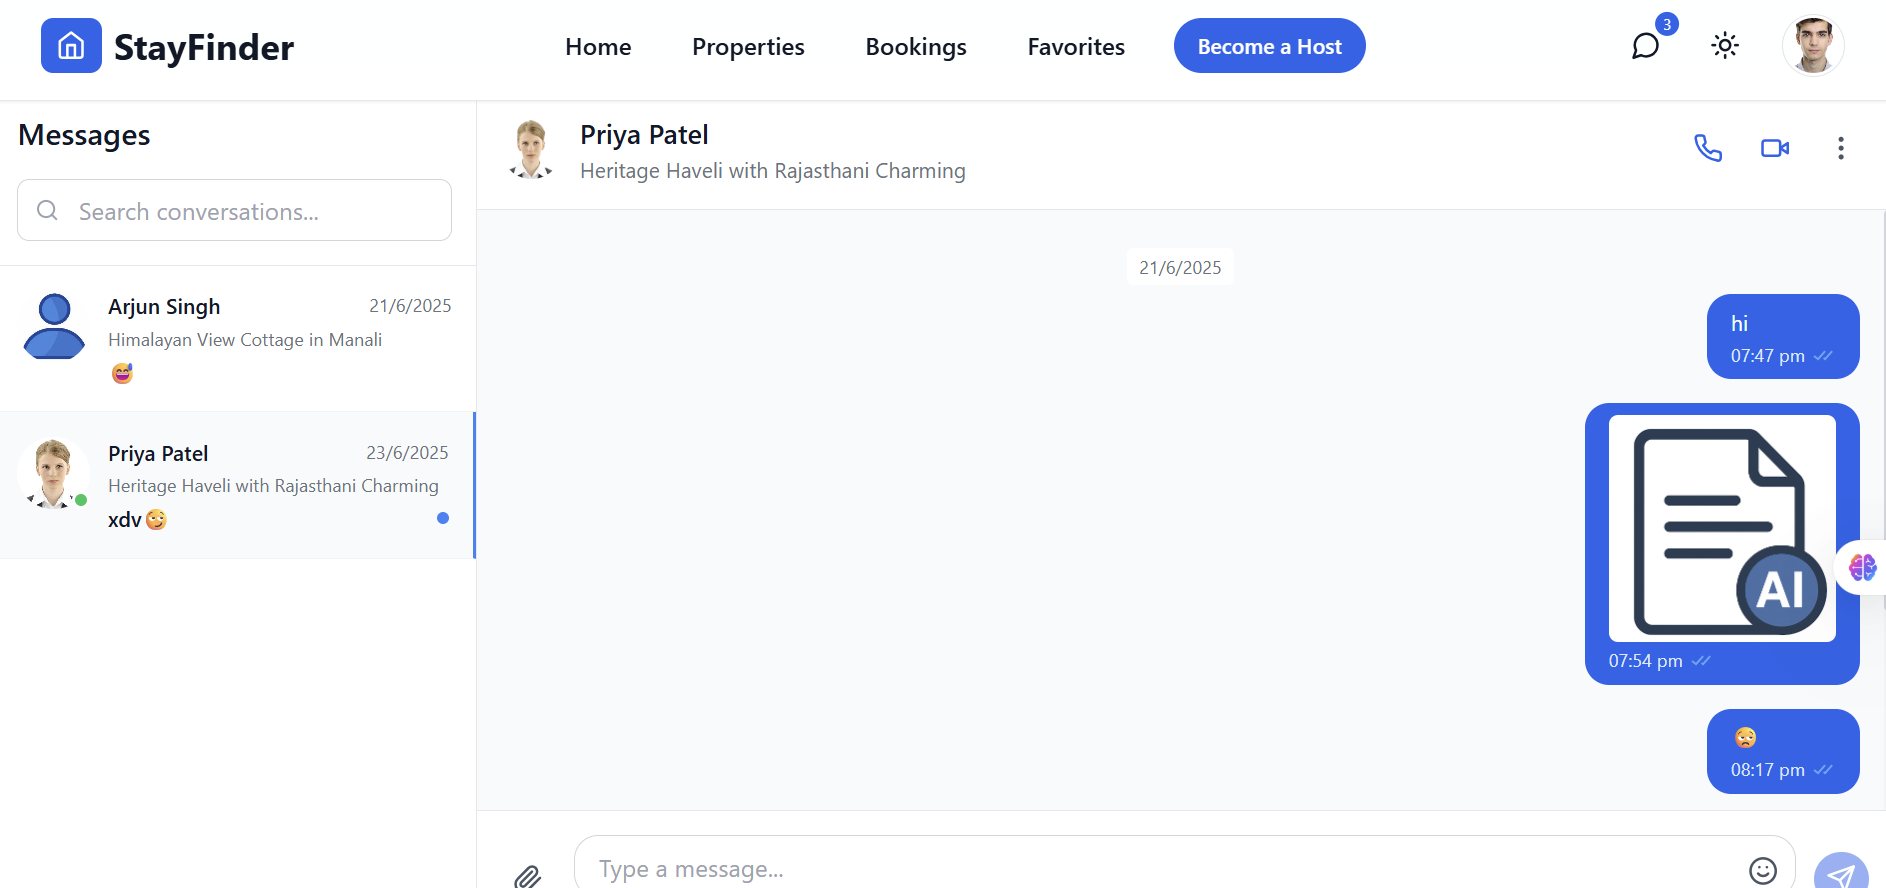 StayFinder
Home
Properties
Bookings
Favorites
Become a Host
3
Messages
Search conversations...
Arjun Singh
21/6/2025
Himalayan View Cottage in Manali
😅
Priya Patel
23/6/2025
Heritage Haveli with Rajasthani Charming
xdv😏
Priya Patel
Heritage Haveli with Rajasthani Charming
21/6/2025
hi
07:47 pm
AI
07:54 pm
😳
08:17 pm
Type a message...